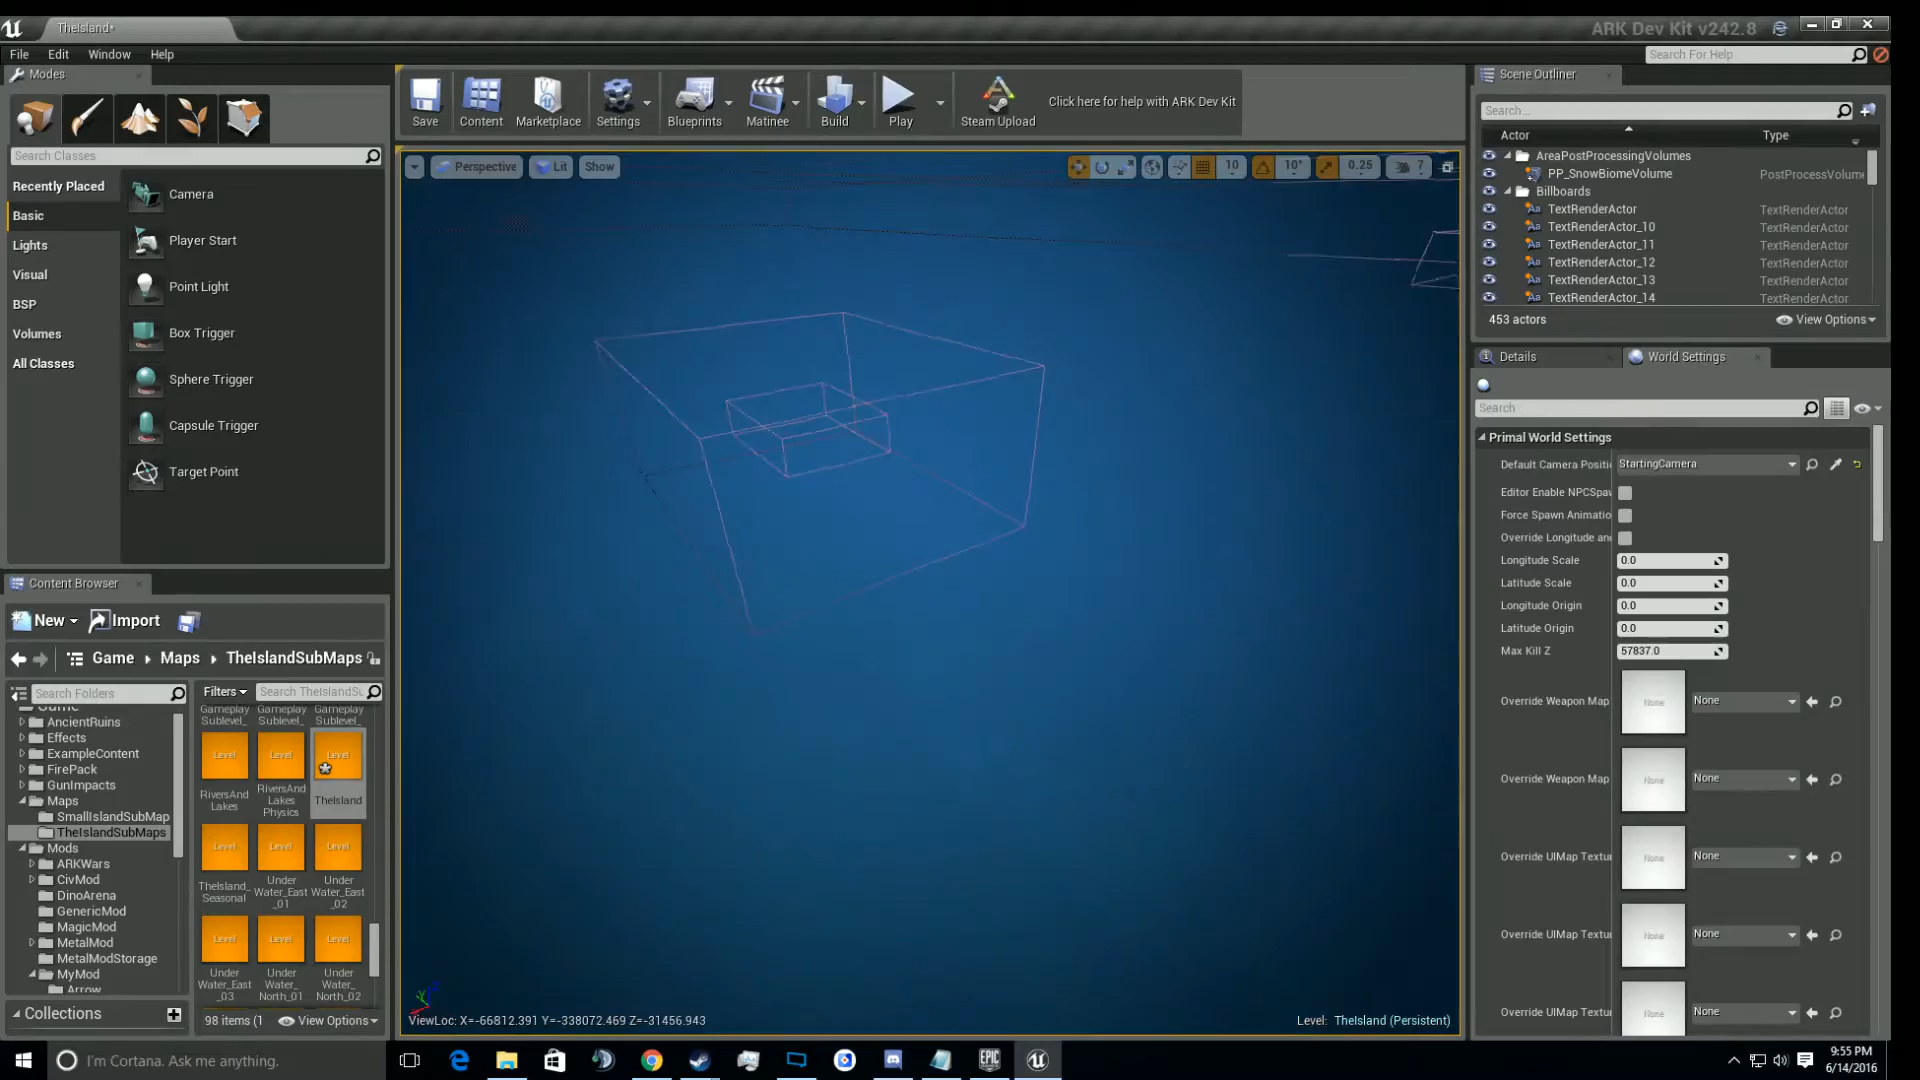 TheIsland*
ARK Dev Kit v242.8
File Edit Window Help
Search For Help
Modes
Search Classes
Recently Placed
Basic
Lights
Visual
BSP
Volumes
All Classes
Camera
Player Start
Point Light
Box Trigger
Sphere Trigger
Capsule Trigger
Target Point
Save
Content
Marketplace
Settings
Blueprints
Matinee
Build
Play
Steam Upload
Click here for help with ARK Dev Kit
Perspective
Lit
Show
10
10°
0.25
7
ViewLoc: X=-66812.391 Y=-338072.469 Z=-31456.943
Level: TheIsland (Persistent)
Scene Outliner
Search...
Actor Type
AreaPostProcessingVolumes
PP_SnowBiomeVolume PostProcessVolume
Billboards
TextRenderActor TextRenderActor
TextRenderActor_10 TextRenderActor
TextRenderActor_11 TextRenderActor
TextRenderActor_12 TextRenderActor
TextRenderActor_13 TextRenderActor
TextRenderActor_14 TextRenderActor
453 actors
View Options
Details
World Settings
Search
Primal World Settings
Default Camera Positi StartingCamera
Editor Enable NPCSpa
Force Spawn Animatio
Override Longitude an
Longitude Scale 0.0
Latitude Scale 0.0
Longitude Origin 0.0
Latitude Origin 0.0
Max Kill Z 57837.0
Override Weapon Map None None
Override Weapon Map None None
Override UIMap Textu None None
Override UIMap Textu None None
Override UIMap Textu None None
Content Browser
New
Import
Game Maps TheIslandSubMaps
Search Folders
Game
AncientRuins
Effects
ExampleContent
FirePack
GunImpacts
Maps
SmallIslandSubMap
TheIslandSubMaps
Mods
ARKWars
CivMod
DinoArena
GenericMod
MagicMod
MetalMod
MetalModStorage
MyMod
Arrow
Collections
Filters
Search TheIslandSu
Gameplay Gameplay Gameplay
Sublevel_ Sublevel_ Sublevel_
Level Level Level
RiversAnd
Lakes
RiversAnd
Lakes
Physics
TheIsland
Level Level Level
TheIsland_
Seasonal
Under
Water_East
_01
Under
Water_East
_02
Level Level Level
Under
Water_East
_03
Under
Water_
North_01
Under
Water_
North_02
98 items (1
View Options
I'm Cortana. Ask me anything.
EPIC
9:55 PM
6/14/2016